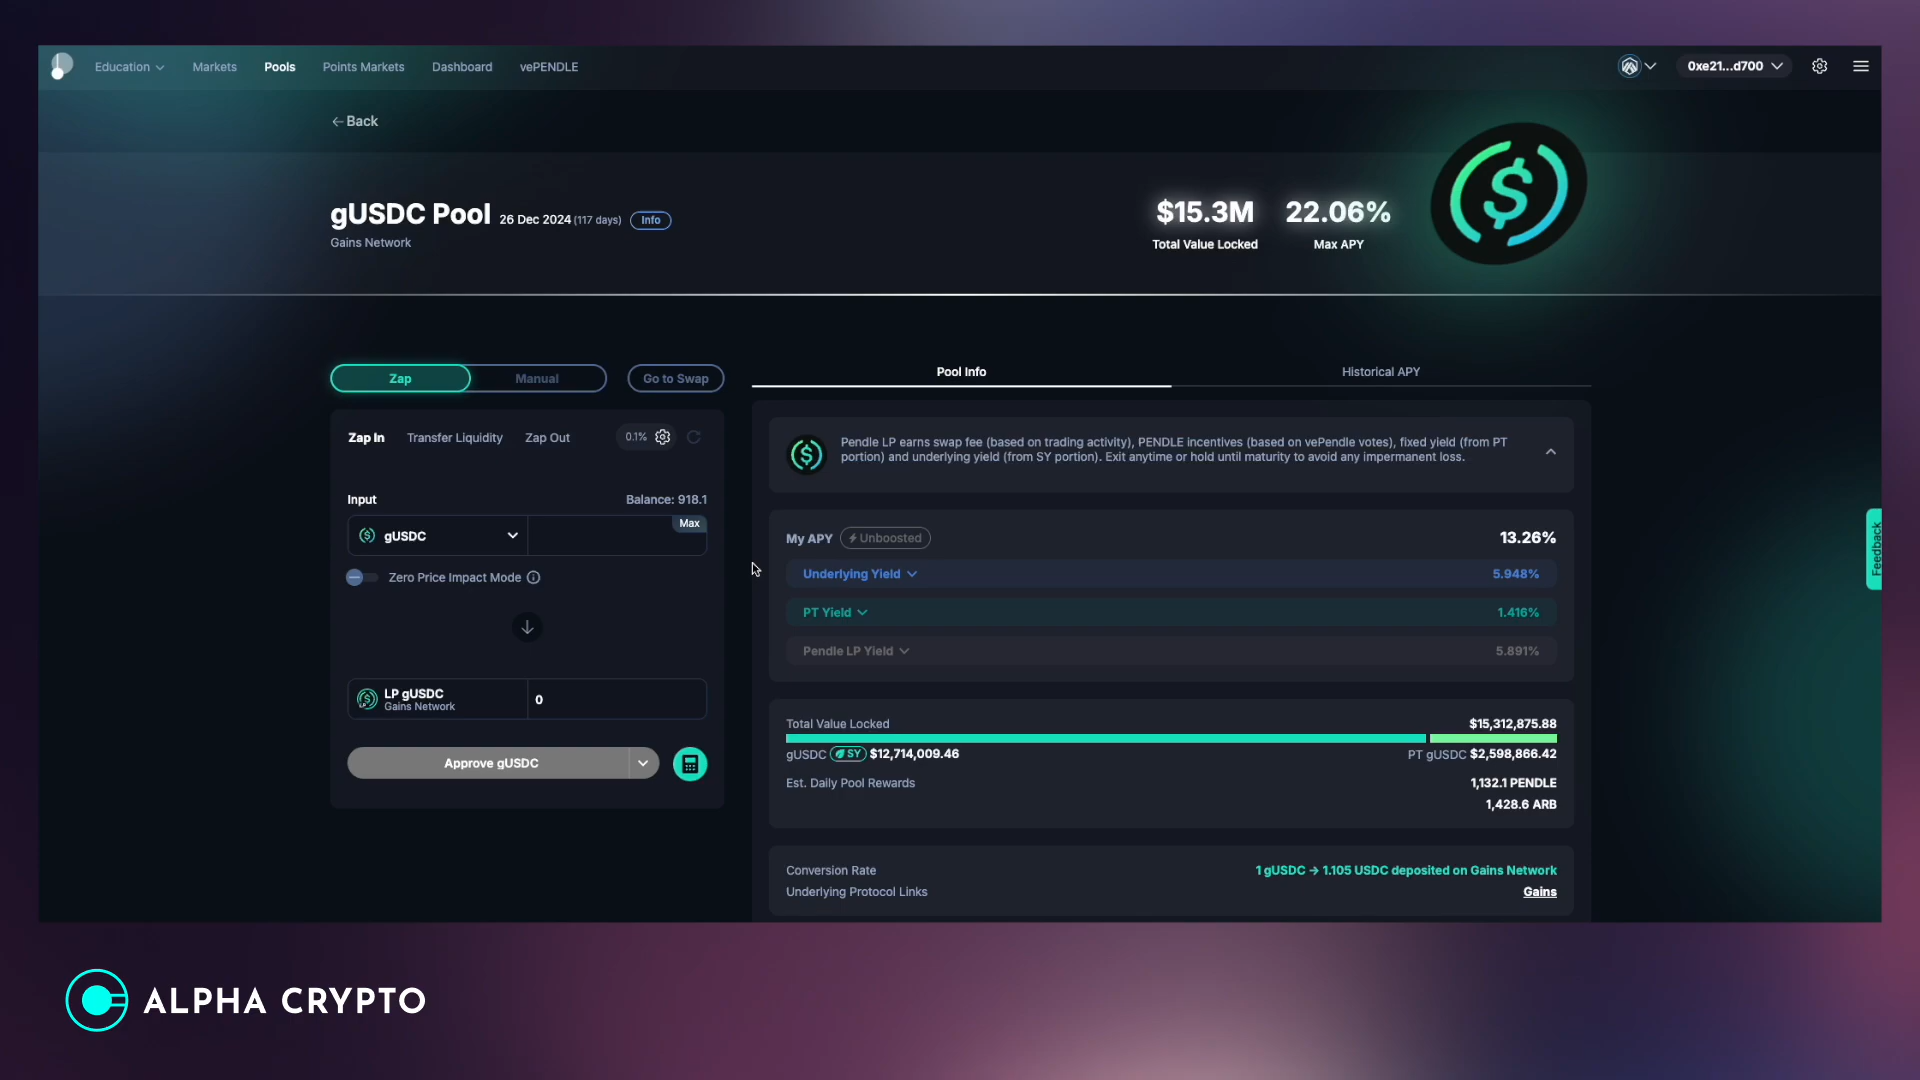 Education
Markets
Pools
Points Markets
Dashboard
vePENDLE
0xe21...d700
Back
gUSDC Pool 26 Dec 2024 (117 days) Info
Gains Network
$15.3M
Total Value Locked
22.06%
Max APY
Zap
Manual
Go to Swap
Zap In
Transfer Liquidity
Zap Out
0.1%
Input
Balance: 918.1
Max
gUSDC
Zero Price Impact Mode
LP gUSDC
Gains Network
0
Approve gUSDC
Pool Info
Historical APY
Pendle LP earns swap fee (based on trading activity), PENDLE incentives (based on vePendle votes), fixed yield (from PT
portion) and underlying yield (from SY portion). Exit anytime or hold until maturity to avoid any impermanent loss.
My APY Unboosted 13.26%
Underlying Yield 5.948%
PT Yield 1.416%
Pendle LP Yield 5.891%
Total Value Locked $15,312,875.88
gUSDC SY $12,714,009.46 PT gUSDC $2,598,866.42
Est. Daily Pool Rewards 1,132.1 PENDLE
1,428.6 ARB
Conversion Rate 1 gUSDC → 1.105 USDC deposited on Gains Network
Underlying Protocol Links Gains
Feedback
ALPHA CRYPTO